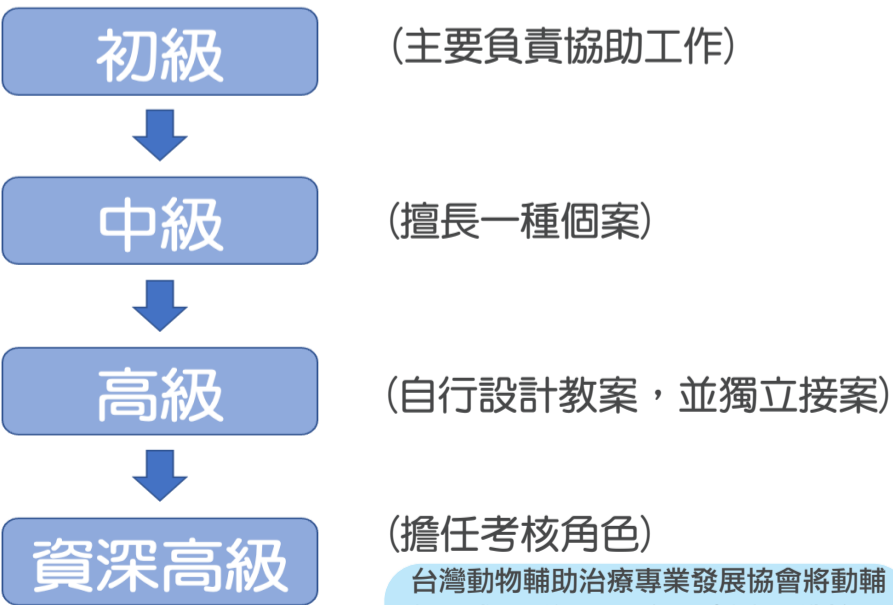 初級
(主要負責協助工作)
中級
(擅長一種個案)
高級
(自行設計教案，並獨立接案)
資深高級
(擔任考核角色)
台灣動物輔助治療專業發展協會將動輔